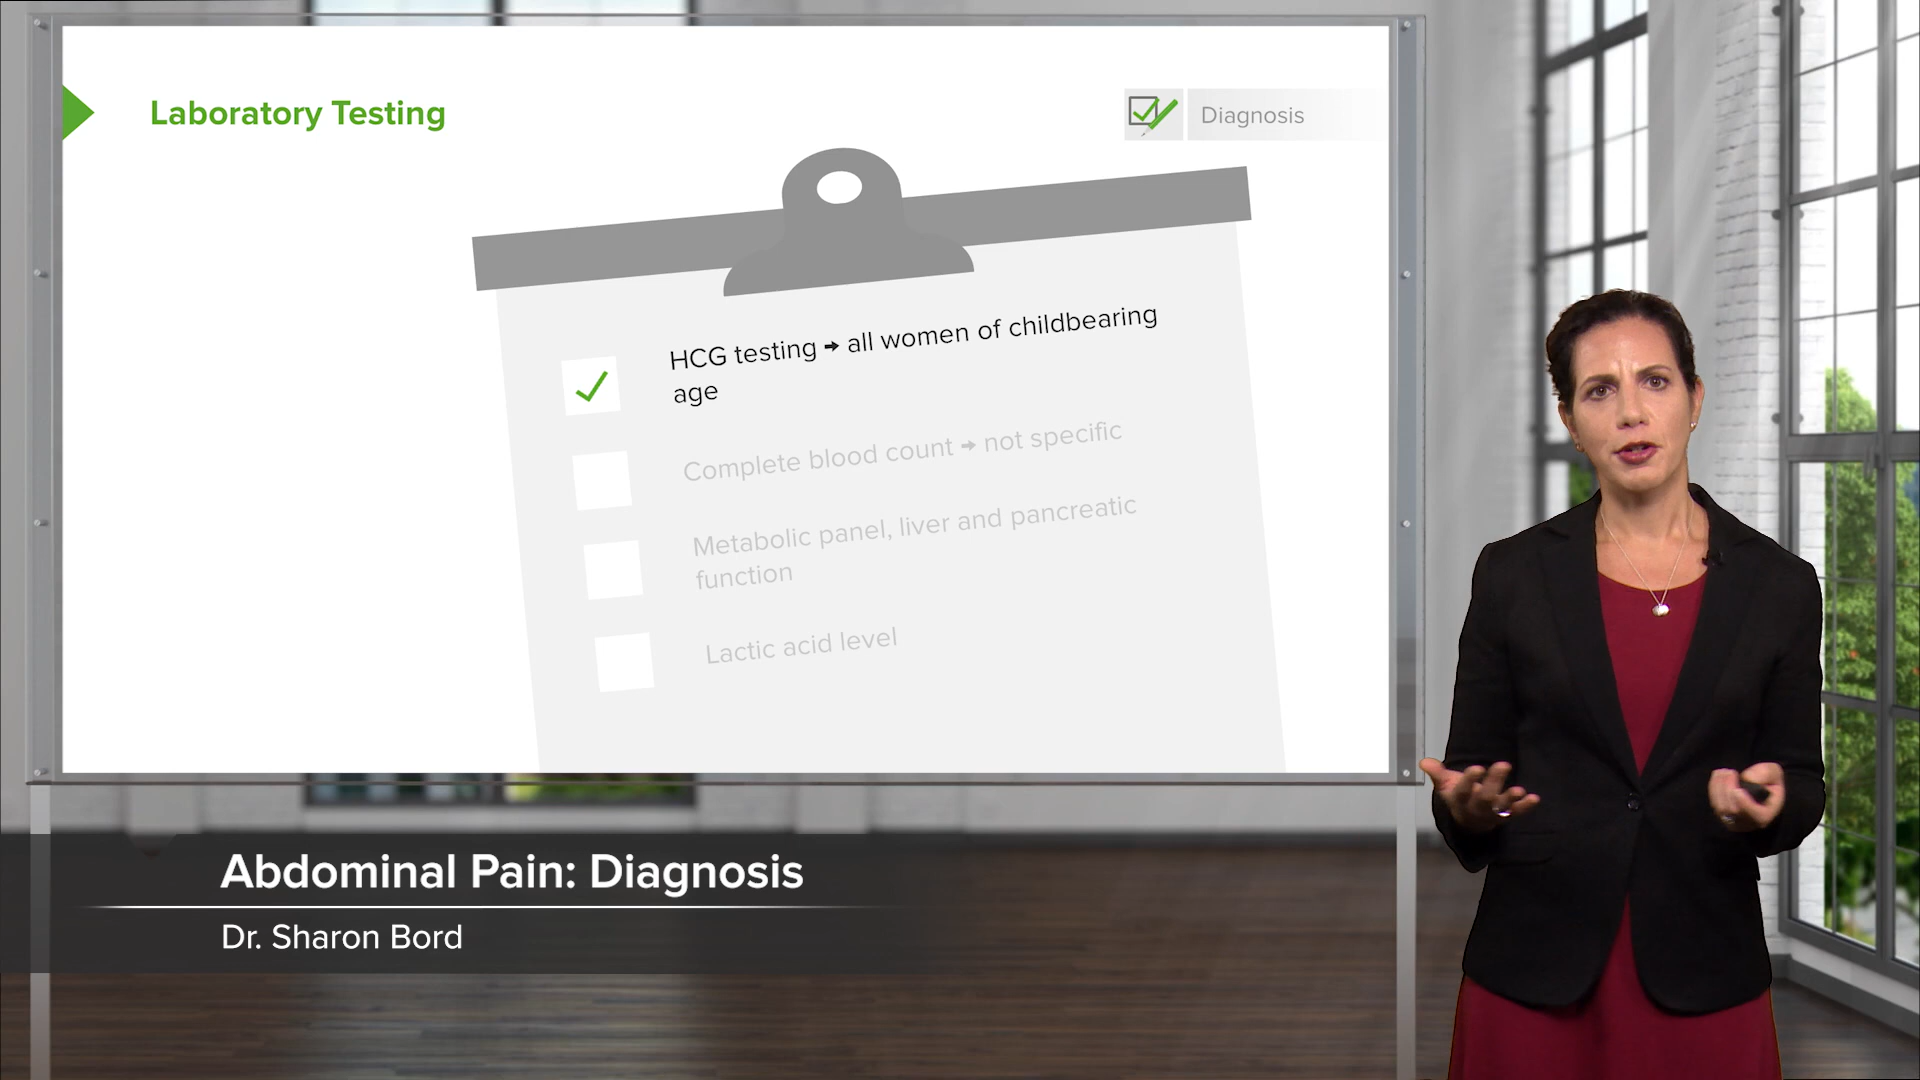 Laboratory Testing
Diagnosis
HCG testing → all women of childbearing
age
Complete blood count → not specific
Metabolic panel, liver and pancreatic
function
Lactic acid level
Abdominal Pain: Diagnosis
Dr. Sharon Bord